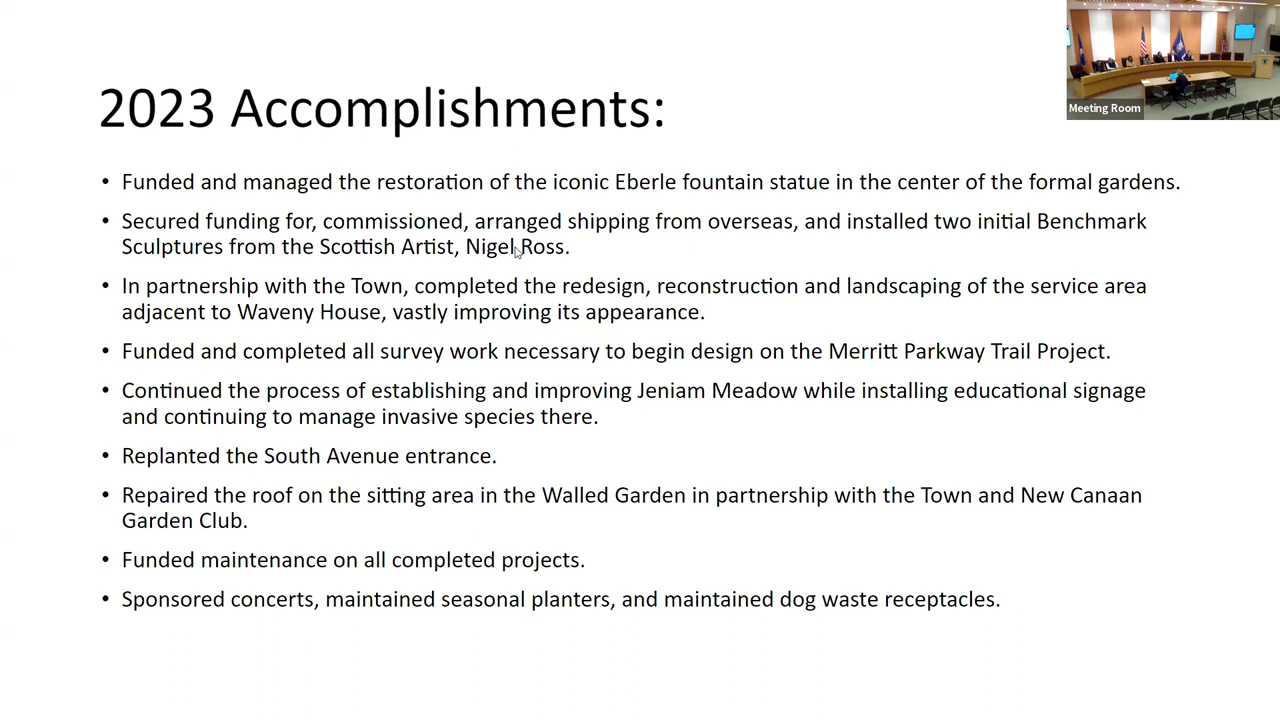 Meeting Room
2023 Accomplishments:
• Funded and managed the restoration of the iconic Eberle fountain statue in the center of the formal gardens.
• Secured funding for, commissioned, arranged shipping from overseas, and installed two initial Benchmark
Sculptures from the Scottish Artist, Nigel Ross.
• In partnership with the Town, completed the redesign, reconstruction and landscaping of the service area
adjacent to Waveny House, vastly improving its appearance.
• Funded and completed all survey work necessary to begin design on the Merritt Parkway Trail Project.
• Continued the process of establishing and improving Jeniam Meadow while installing educational signage
and continuing to manage invasive species there.
• Replanted the South Avenue entrance.
• Repaired the roof on the sitting area in the Walled Garden in partnership with the Town and New Canaan
Garden Club.
• Funded maintenance on all completed projects.
• Sponsored concerts, maintained seasonal planters, and maintained dog waste receptacles.